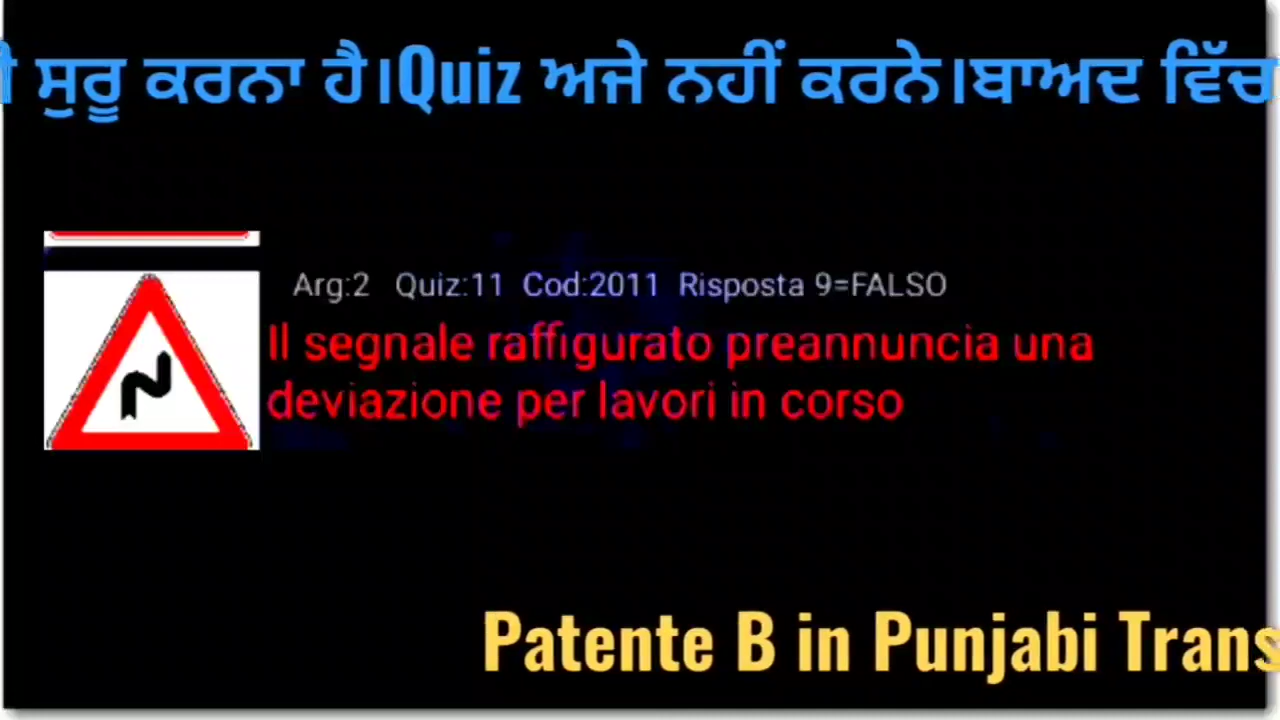 ਸੁਰੂ ਕਰਨਾ ਹੈ।Quiz ਅਜੇ ਨਹੀਂ ਕਰਨੇ।ਬਾਅਦ ਵਿੱਚ
Arg:2 Quiz:11 Cod:2011 Risposta 9=FALSO
Il segnale raffigurato preannuncia una
deviazione per lavori in corso
Patente B in Punjabi Trans